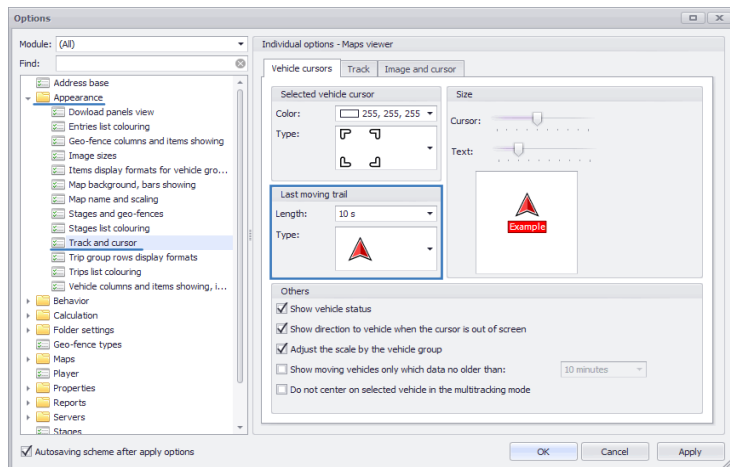 Options
Module: (All)
Find:
Address base
Appearance
Dowload panels view
Entries list colouring
Geo-fence columns and items showing
Image sizes
Items display formats for vehicle gro...
Map background, bars showing
Map name and scaling
Stages and geo-fences
Stages list colouring
Track and cursor
Trip group rows display formats
Trips list colouring
Vehicle columns and items showing, i...
Behavior
Calculation
Folder settings
Geo-fence types
Maps
Player
Properties
Reports
Servers
Stages
Individual options - Maps viewer
Vehicle cursors Track Image and cursor
Selected vehicle cursor
Color: 255, 255, 255
Type:
Last moving trail
Length: 10 s
Type:
Size
Cursor:
Text:
Example
Others
Show vehicle status
Show direction to vehicle when the cursor is out of screen
Adjust the scale by the vehicle group
Show moving vehicles only which data no older than: 10 minutes
Do not center on selected vehicle in the multitracking mode
Autosaving scheme after apply options
OK Cancel Apply